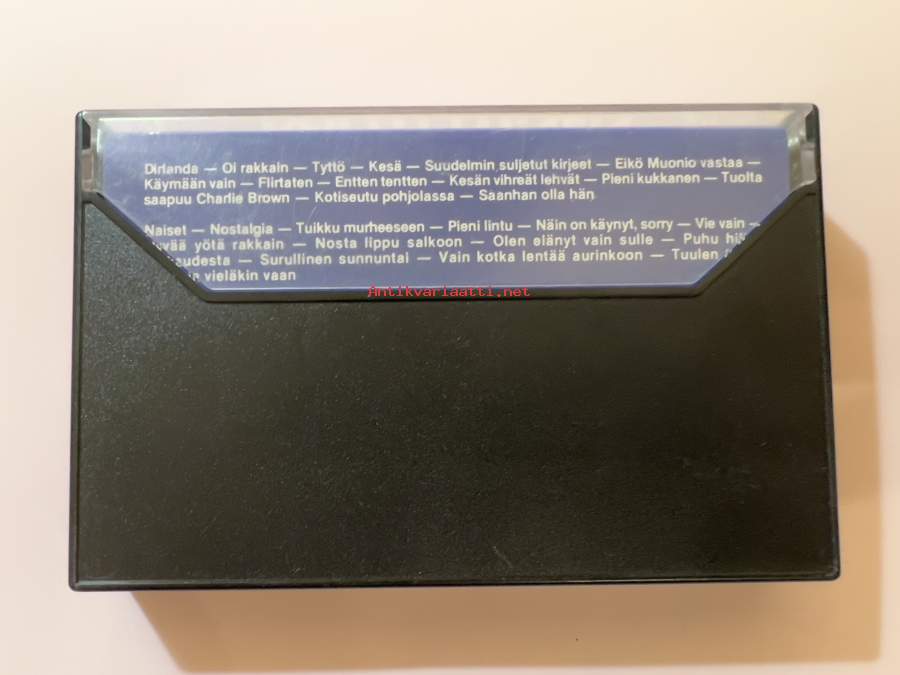 Dirlanda — Oi rakkain — Tyttö — Kesä — Suudelmin suljetut kirjeet — Eikö Muonio vastaa —
Käymään vain — Flirtaten — Entten tentten — Kesän vihreät lehvät — Pieni kukkanen — Tuolta
saapuu Charlie Brown — Kotiseutu pohjolassa — Saanhan olla hän
Naiset — Nostalgia — Tuikku murheeseen — Pieni lintu — Näin on käynyt, sorry — Vie vain —
yötä rakkain — Nosta lippu salkoon — Olen elänyt vain sulle — Puhu
— Surullinen sunnuntai — Vain kotka lentää aurinkoon — Tuulen
vieläkin vaan
Antikvariaatti.net